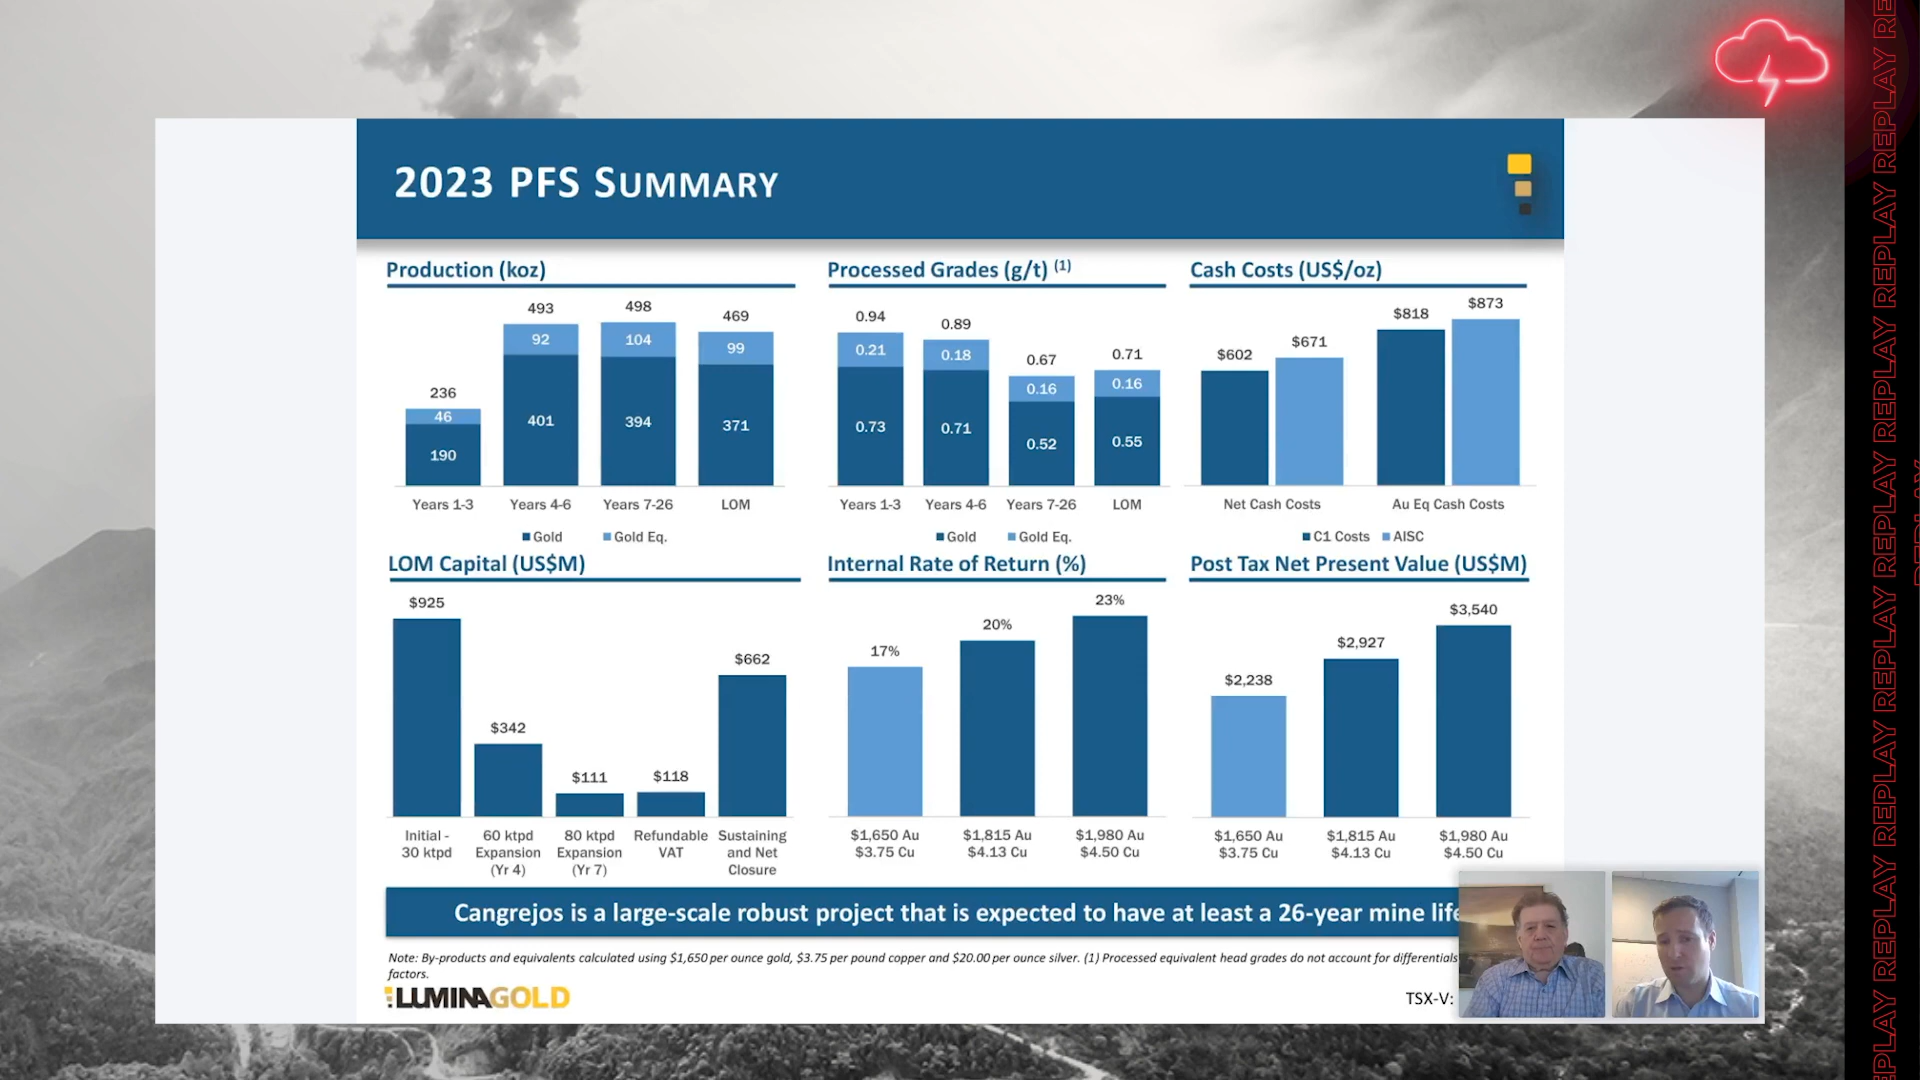 2023 PFS SUMMARY
Production (koz)
236
46
190
493
92
401
498
104
394
469
99
371
Years 1-3
Years 4-6
Years 7-26
LOM
Gold
Gold Eq.
Processed Grades (g/t) (1)
0.94
0.21
0.73
0.89
0.18
0.71
0.67
0.16
0.52
0.71
0.16
0.55
Years 1-3
Years 4-6
Years 7-26
LOM
Gold
Gold Eq.
Cash Costs (US$/oz)
$602
$671
$818
$873
Net Cash Costs
Au Eq Cash Costs
C1 Costs
AISC
LOM Capital (US$M)
$925
$342
$111
$118
$662
Initial -
30 ktpd
60 ktpd
Expansion
(Yr 4)
80 ktpd
Expansion
(Yr 7)
Refundable
VAT
Sustaining
and Net
Closure
Internal Rate of Return (%)
17%
20%
23%
$1,650 Au
$3.75 Cu
$1,815 Au
$4.13 Cu
$1,980 Au
$4.50 Cu
Post Tax Net Present Value (US$M)
$2,238
$2,927
$3,540
$1,650 Au
$3.75 Cu
$1,815 Au
$4.13 Cu
$1,980 Au
$4.50 Cu
Cangrejos is a large-scale robust project that is expected to have at least a 26-year mine life
Note: By-products and equivalents calculated using $1,650 per ounce gold, $3.75 per pound copper and $20.00 per ounce silver. (1) Processed equivalent head grades do not account for differentials
factors.
LUMINAGOLD
TSX-V:
REPLAY REPLAY REPLAY REPLAY REPLAY REPLAY REPLAY REPLAY REPLAY REPLAY